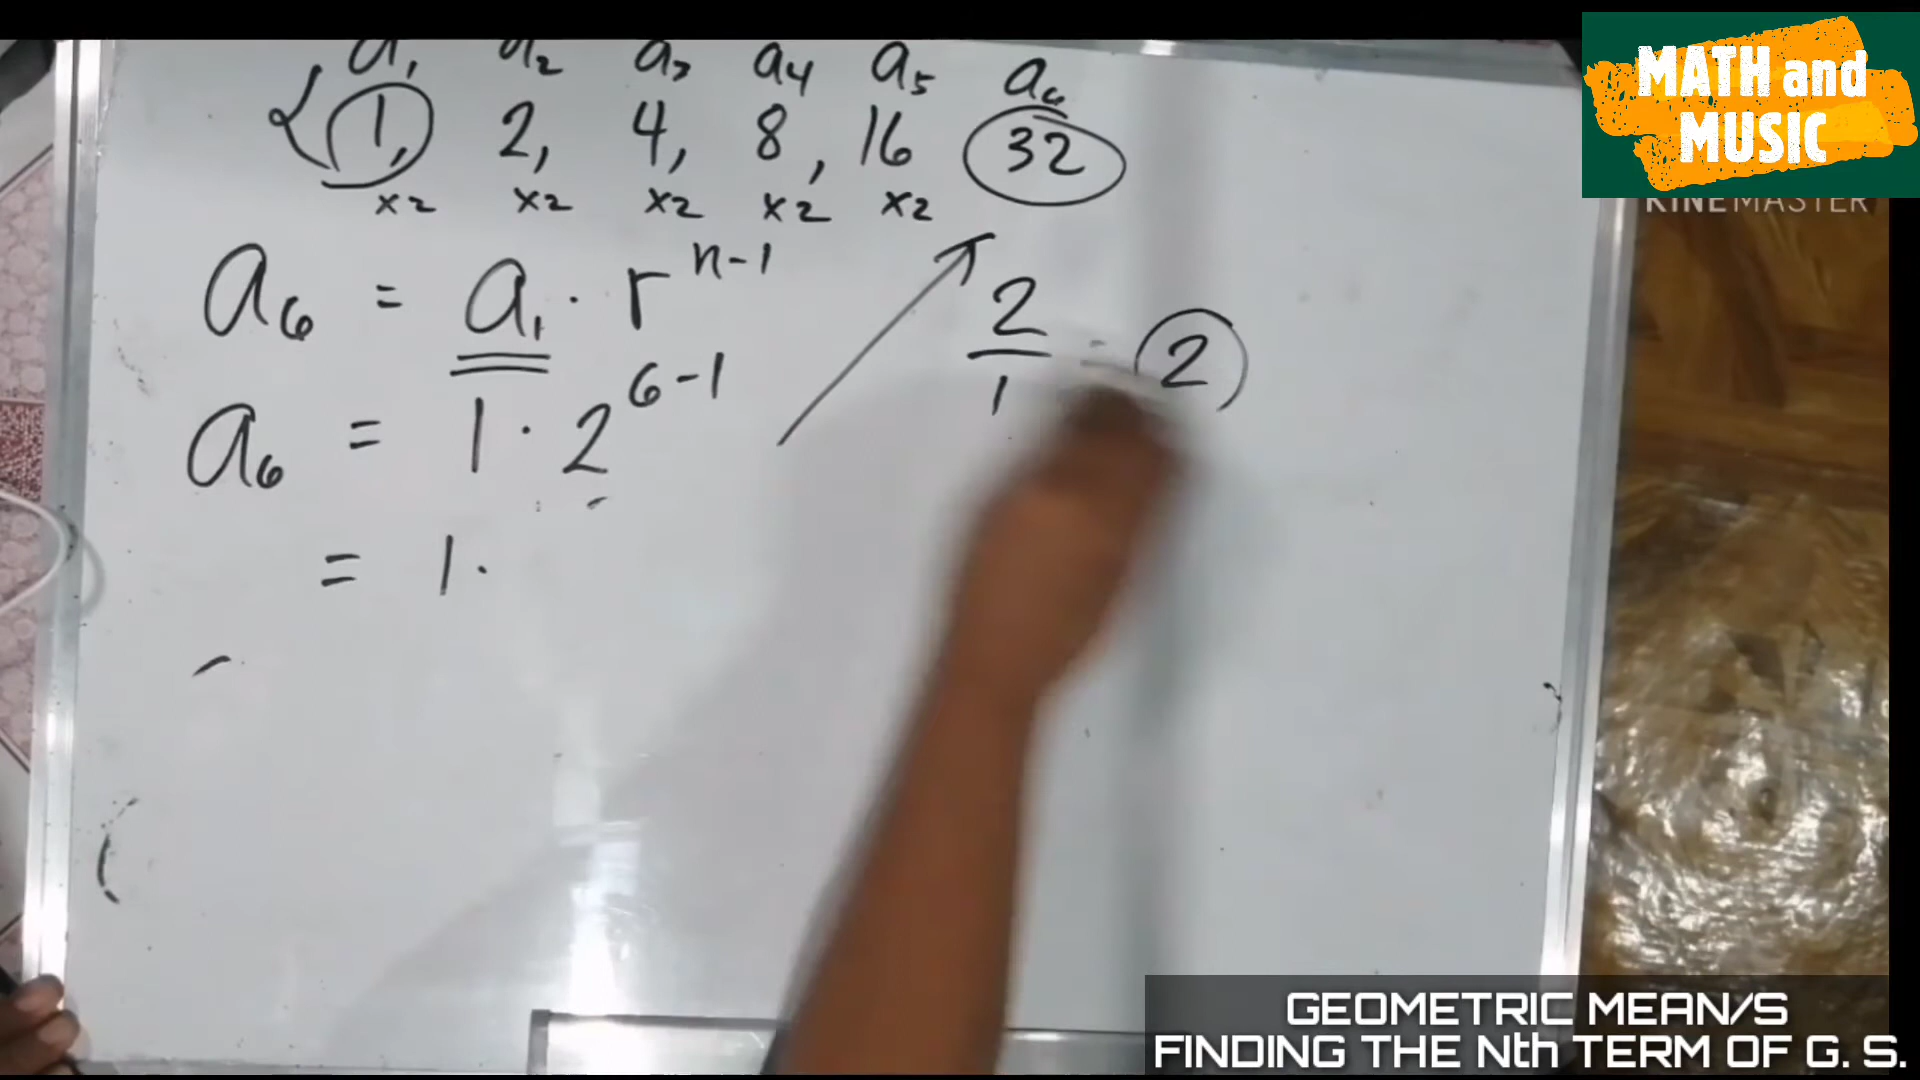 a₁ a₂ a₃ a₄ a₅ a₆
1, 2, 4, 8, 16 32
x2 x2 x2 x2 x2
a₆ = a₁ · r^n-1
2/1 = 2
a₆ = 1 · 2^6-1
= 1 ·
MATH and
MUSIC
KINEMASTER
GEOMETRIC MEAN/S
FINDING THE Nth TERM OF G. S.